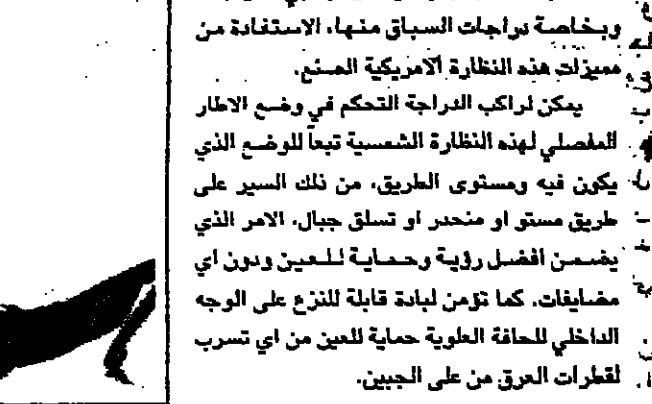 وبخاصة دراجات السباق منها، الاستفادة من
مميزات هذه النظارة الامريكية الصنع.
يمكن لراكب الدراجة التحكم في وضع الاطار
المفصلي لهذه النظارة الشمسية تبعاً للوضع الذي
يكون فيه ومستوى الطريق، من ذلك السير على
طريق مستو او منحدر او تسلق جبال، الامر الذي
يضمن افضل رؤية وحماية للعين ودون اي
مضايقات. كما تؤمن لبادة قابلة للنزع على الوجه
الداخلي للحافة العلوية حماية للعين من اي تسرب
لقطرات العرق من على الجبين.